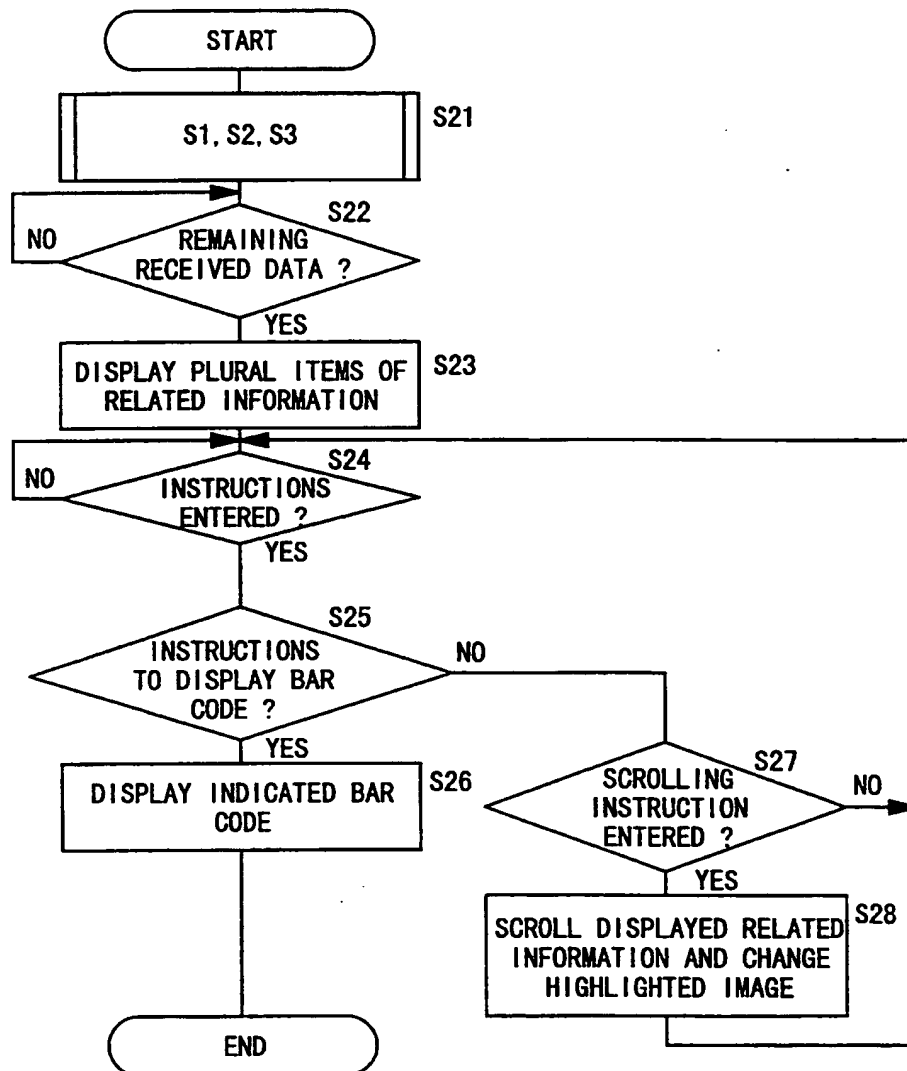 START
S1, S2, S3
S21
S22
REMAINING
RECEIVED DATA ?
NO
YES
DISPLAY PLURAL ITEMS OF
RELATED INFORMATION
S23
S24
NO
INSTRUCTIONS
ENTERED ?
YES
S25
INSTRUCTIONS
TO DISPLAY BAR
CODE ?
NO
YES
DISPLAY INDICATED BAR
CODE
S26
S27
SCROLLING
INSTRUCTION
ENTERED ?
NO
YES
SCROLL DISPLAYED RELATED
INFORMATION AND CHANGE
HIGHLIGHTED IMAGE
S28
END